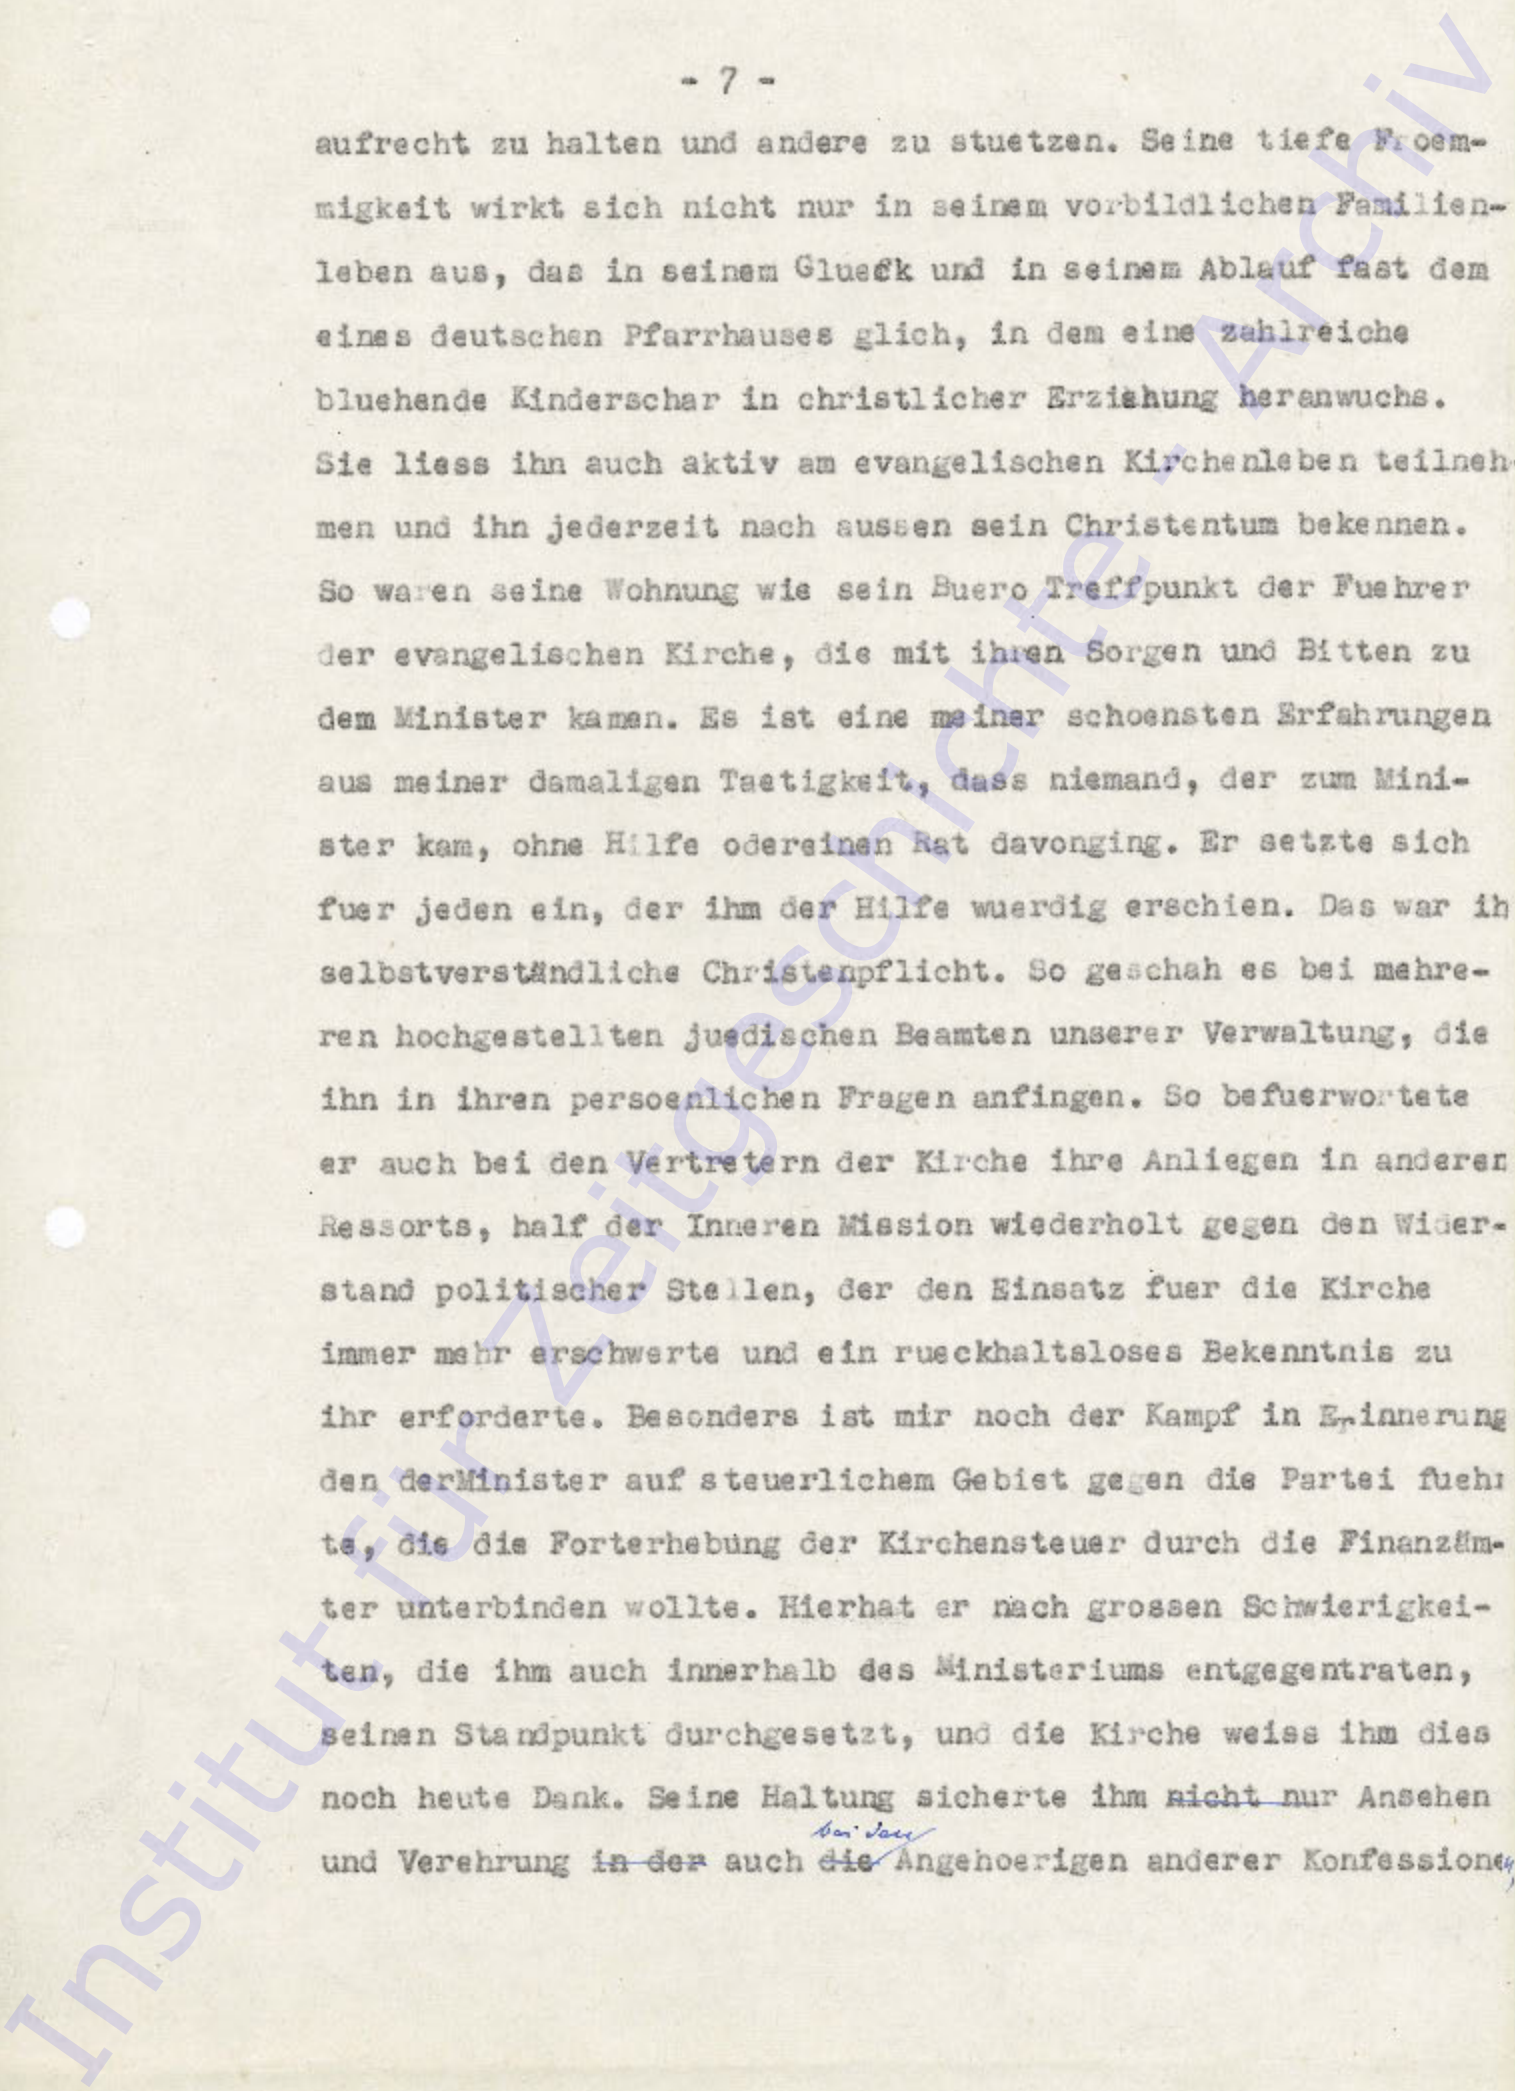 - 7 -
aufrecht zu halten und andere zu stuetzen. Seine tiefe Froem-
migkeit wirkt sich nicht nur in seinem vorbildlichen Familien-
leben aus, das in seinem Glueck und in seinem Ablauf fast dem
eines deutschen Pfarrhauses glich, in dem eine zahlreiche
bluehende Kinderschar in christlicher Erziehung heranwuchs.
Sie liess ihn auch aktiv am evangelischen Kirchenleben teilneh-
men und ihn jederzeit nach aussen sein Christentum bekennen.
So waren seine Wohnung wie sein Buero Treffpunkt der Fuehrer
der evangelischen Kirche, die mit ihren Sorgen und Bitten zu
dem Minister kamen. Es ist eine meiner schoensten Erfahrungen
aus meiner damaligen Taetigkeit, dass niemand, der zum Mini-
ster kam, ohne Hilfe odereinen Rat davonging. Er setzte sich
fuer jeden ein, der ihm der Hilfe wuerdig erschien. Das war ih
selbstverständliche Christenpflicht. So geschah es bei mehre-
ren hochgestellten juedischen Beamten unserer Verwaltung, die
ihn in ihren persoenlichen Fragen anfingen. So befuerwortete
er auch bei den Vertretern der Kirche ihre Anliegen in anderen
Ressorts, half der Inneren Mission wiederholt gegen den Wider-
stand politischer Stellen, der den Einsatz fuer die Kirche
immer mehr erschwerte und ein rueckhaltsloses Bekenntnis zu
ihr erforderte. Besonders ist mir noch der Kampf in Erinnerung
den derMinister auf steuerlichem Gebiet gegen die Partei fuehr
te, die die Forterhebung der Kirchensteuer durch die Finanzäm-
ter unterbinden wollte. Hierhat er nach grossen Schwierigkei-
ten, die ihm auch innerhalb des Ministeriums entgegentraten,
seinen Standpunkt durchgesetzt, und die Kirche weiss ihm dies
noch heute Dank. Seine Haltung sicherte ihm nicht nur Ansehen
bei den
und Verehrung in der auch die Angehoerigen anderer Konfessionen,
Institut für Zeitgeschichte - Archiv